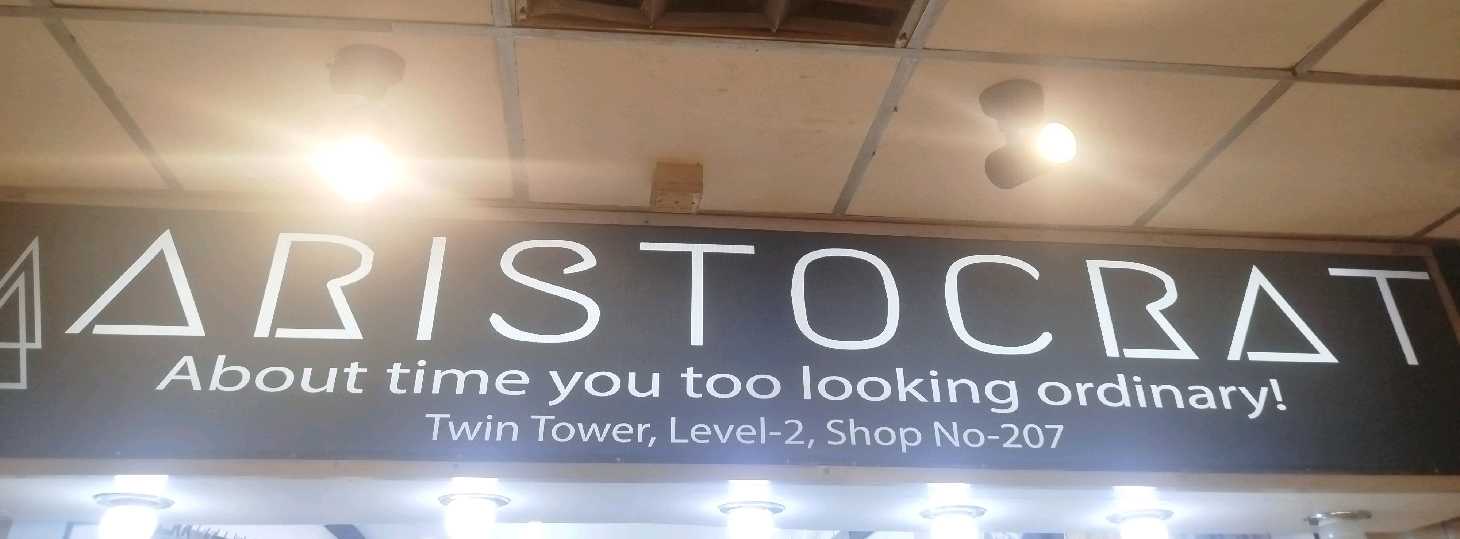 ARISTOCRAT
About time you too looking ordinary!
Twin Tower, Level-2, Shop No-207